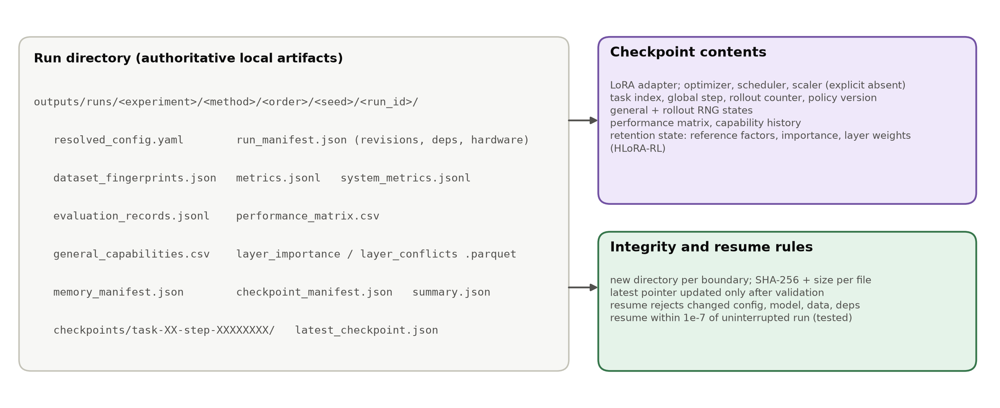 Run directory (authoritative local artifacts)
outputs/runs/<experiment>/<method>/<order>/<seed>/<run_id>/
resolved_config.yaml        run_manifest.json (revisions, deps, hardware)
dataset_fingerprints.json   metrics.jsonl   system_metrics.jsonl
evaluation_records.jsonl    performance_matrix.csv
general_capabilities.csv    layer_importance / layer_conflicts .parquet
memory_manifest.json        checkpoint_manifest.json   summary.json
checkpoints/task-XX-step-XXXXXXXX/   latest_checkpoint.json
Checkpoint contents
LoRA adapter; optimizer, scheduler, scaler (explicit absent)
task index, global step, rollout counter, policy version
general + rollout RNG states
performance matrix, capability history
retention state: reference factors, importance, layer weights
(HLoRA-RL)
Integrity and resume rules
new directory per boundary; SHA-256 + size per file
latest pointer updated only after validation
resume rejects changed config, model, data, deps
resume within 1e-7 of uninterrupted run (tested)